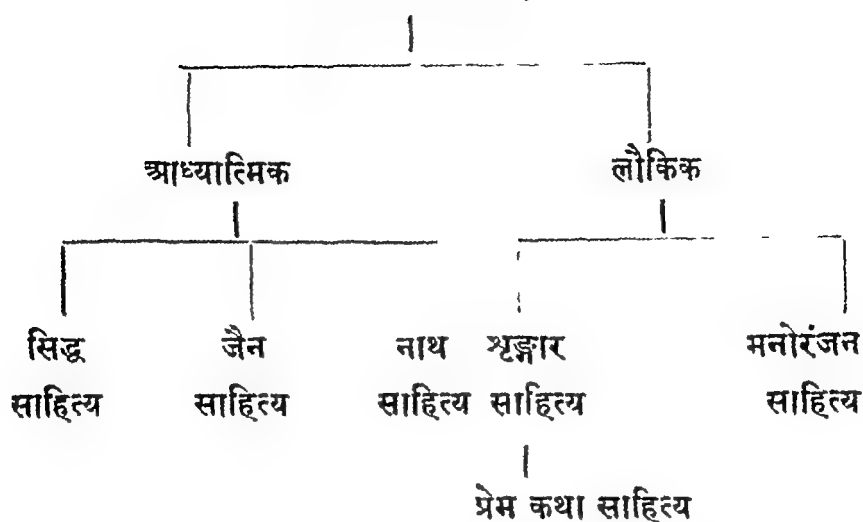 आध्यात्मिक लौकिक
सिद्ध जैन नाथ शृङ्गार मनोरंजन
साहित्य साहित्य साहित्य साहित्य साहित्य
प्रेम कथा साहित्य